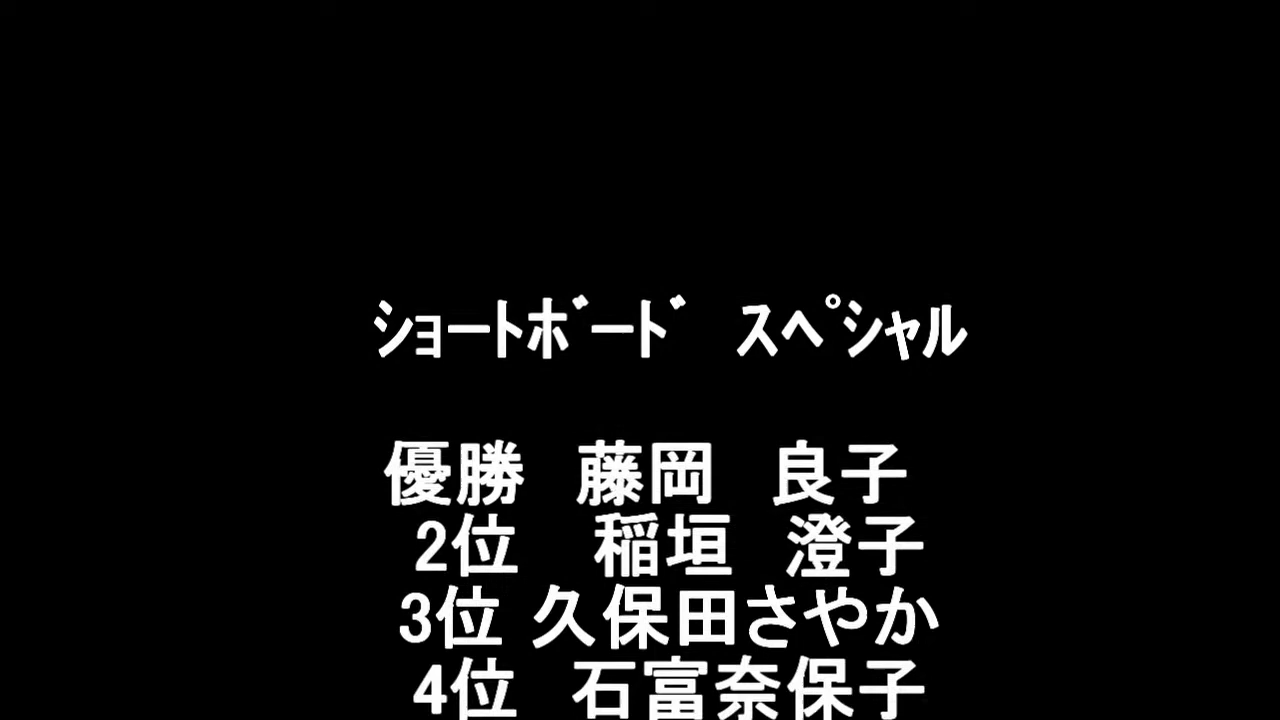 ｼｮｰﾄﾎﾞｰﾄﾞ ｽﾍﾟｼｬﾙ
優勝 藤岡 良子
2位 稲垣 澄子
3位 久保田さやか
4位 石富奈保子